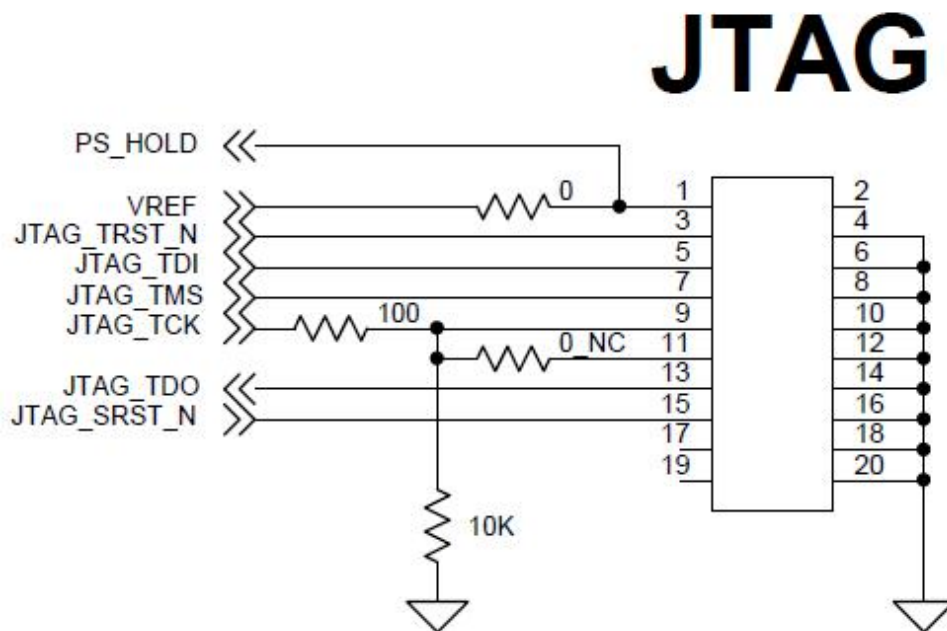 JTAG
PS_HOLD
VREF 0 1 2
JTAG_TRST_N 3 4
JTAG_TDI 5 6
JTAG_TMS 7 8
JTAG_TCK 100 9 10
0_NC 11 12
JTAG_TDO 13 14
JTAG_SRST_N 15 16
17 18
19 20
10K